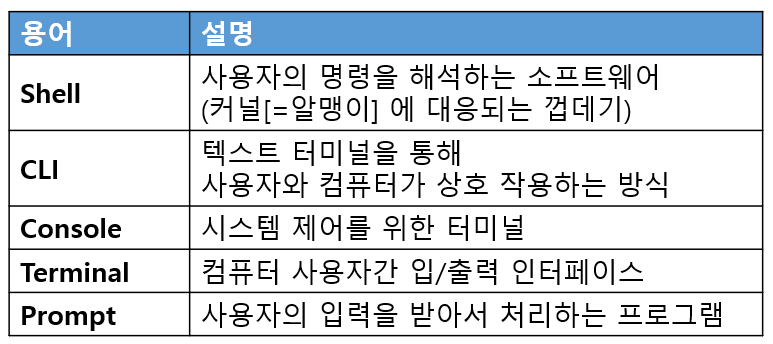 용어 설명
Shell 사용자의 명령을 해석하는 소프트웨어
(커널[=알맹이] 에 대응되는 껍데기)
CLI 텍스트 터미널을 통해
사용자와 컴퓨터가 상호 작용하는 방식
Console 시스템 제어를 위한 터미널
Terminal 컴퓨터 사용자간 입/출력 인터페이스
Prompt 사용자의 입력을 받아서 처리하는 프로그램